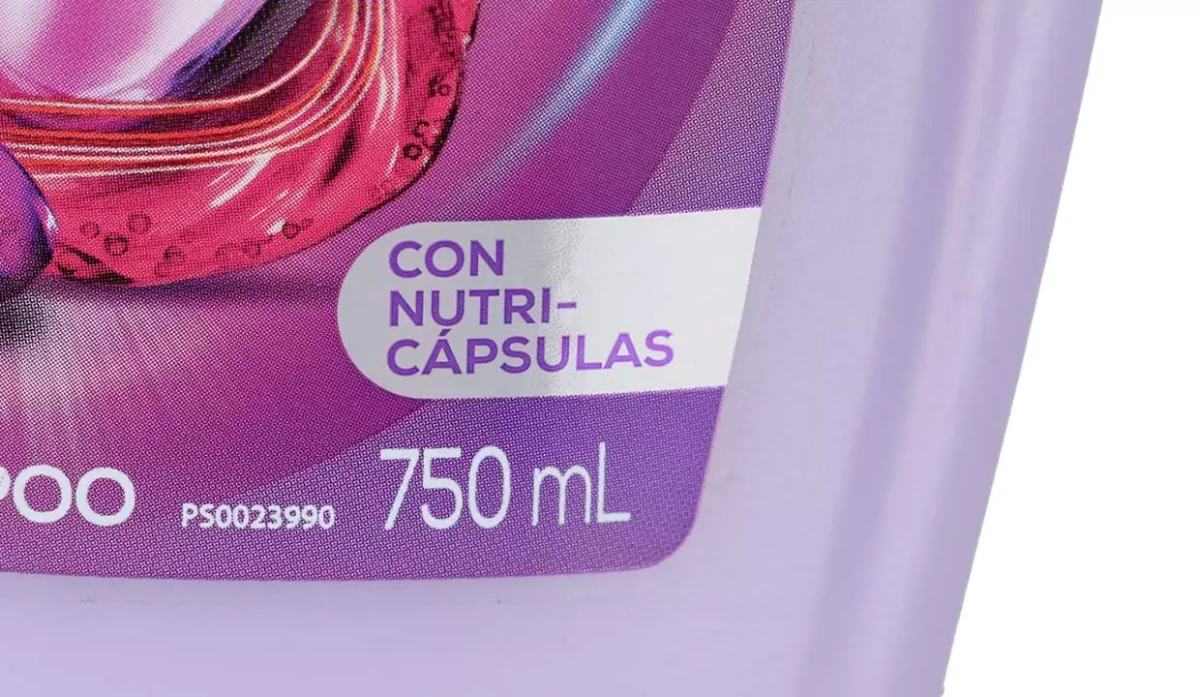 CON
NUTRI-
CÁPSULAS
POO PS0023990 750 mL